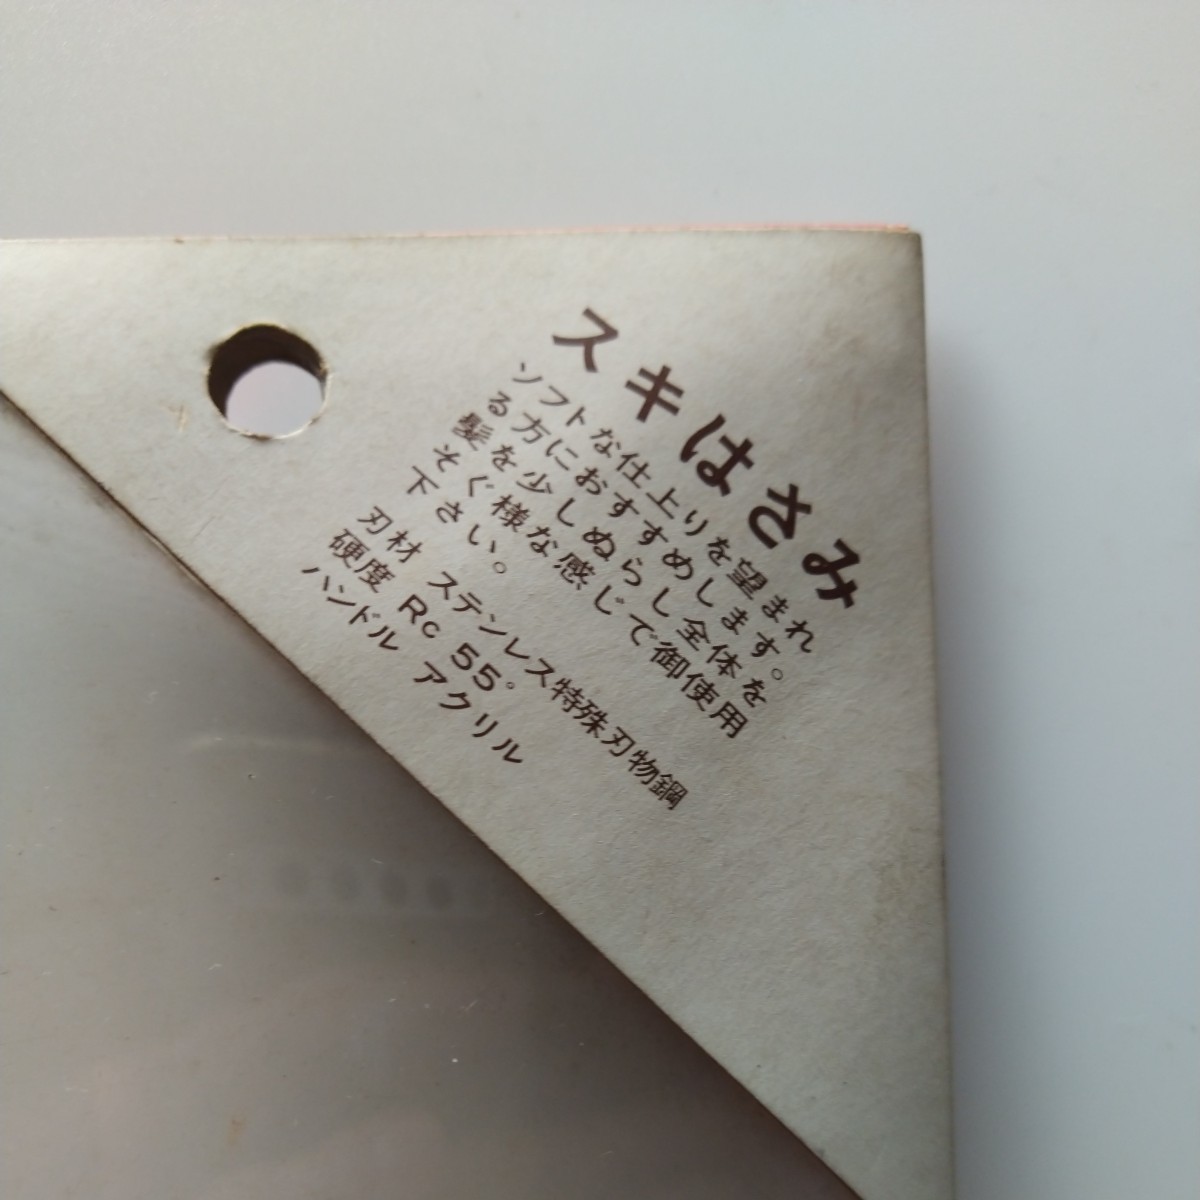 スキはさみ
ソフトな仕上りを望まれ
る方におすすめします。
髪を少しぬらし全体を
そぐ様な感じで御使用
下さい。
刃材 ステンレス特殊刃物鋼
硬度 Rc 55°
ハンドル アクリル